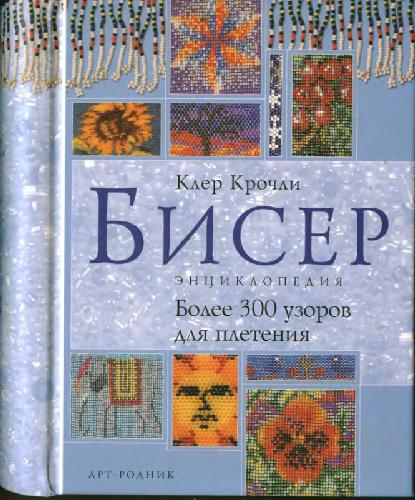 Клер Крочли
БИСЕР
ЭНЦИКЛОПЕДИЯ
Более 300 узоров
для плетения
АРТ-РОДНИК